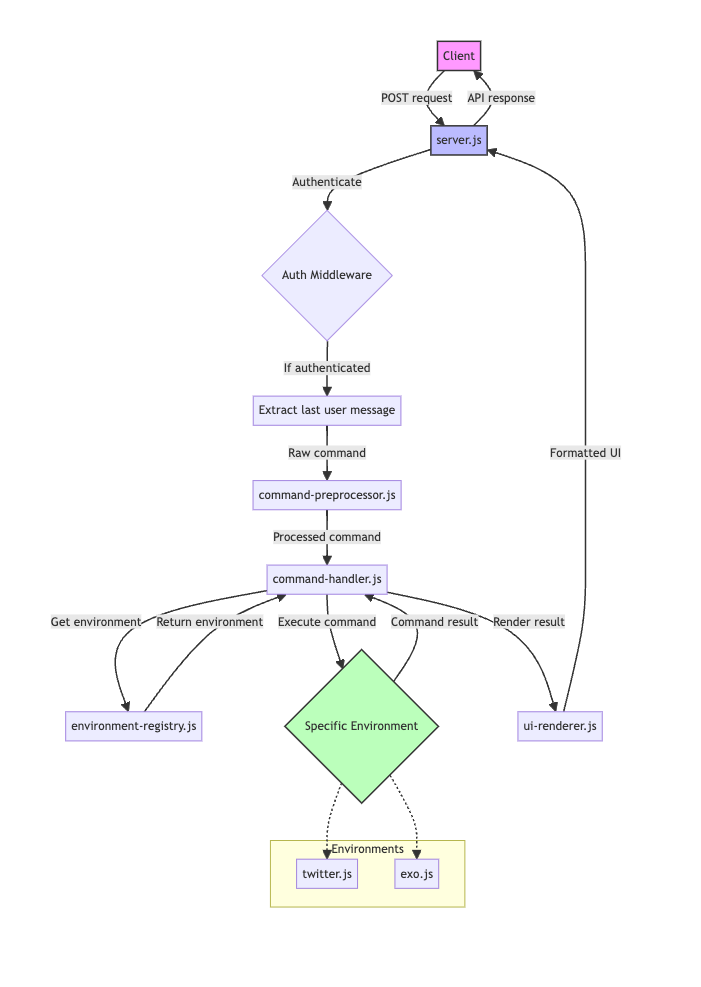 Client
POST request
API response
server.js
Authenticate
Auth Middleware
If authenticated
Extract last user message
Raw command
Formatted UI
command-preprocessor.js
Processed command
command-handler.js
Get environment
Return environment
Execute command
Command result
Render result
environment-registry.js
Specific Environment
ui-renderer.js
Environments
twitter.js
exo.js